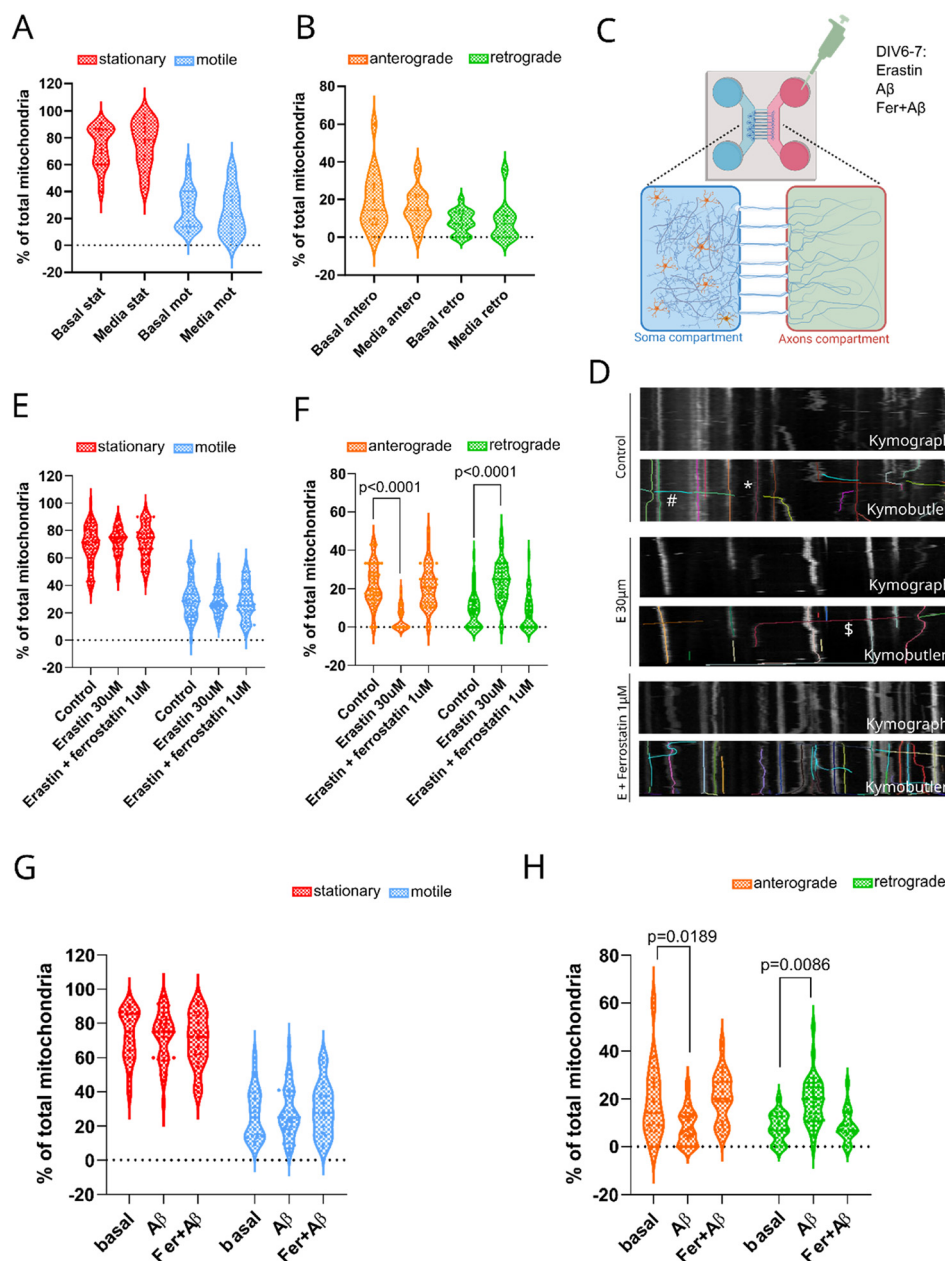 A
stationary motile
% of total mitochondria
120
100
80
60
40
20
0
-20
Basal stat
Media stat
Basal mot
Media mot
B
anterograde retrograde
% of total mitochondria
80
60
40
20
0
-20
Basal antero
Media antero
Basal retro
Media retro
C
DIV6-7:
Erastin
Aβ
Fer+Aβ
Soma compartment
Axons compartment
D
Control
Kymograph
#
*
Kymobutler
E 30µm
Kymograph
$
Kymobutler
E + Ferrostatin 1µM
Kymograph
Kymobutler
E
stationary motile
% of total mitochondria
120
100
80
60
40
20
0
-20
Control
Erastin 30uM
Erastin + ferrostatin 1uM
Control
Erastin 30uM
Erastin + ferrostatin 1uM
F
anterograde retrograde
p<0.0001
p<0.0001
% of total mitochondria
80
60
40
20
0
-20
Control
Erastin 30uM
Erastin + ferrostatin 1uM
Control
Erastin 30uM
Erastin + ferrostatin 1uM
G
stationary motile
% of total mitochondria
120
100
80
60
40
20
0
-20
basal
Aβ
Fer+Aβ
basal
Aβ
Fer+Aβ
H
anterograde retrograde
p=0.0189
p=0.0086
% of total mitochondria
80
60
40
20
0
-20
basal
Aβ
Fer+Aβ
basal
Aβ
Fer+Aβ